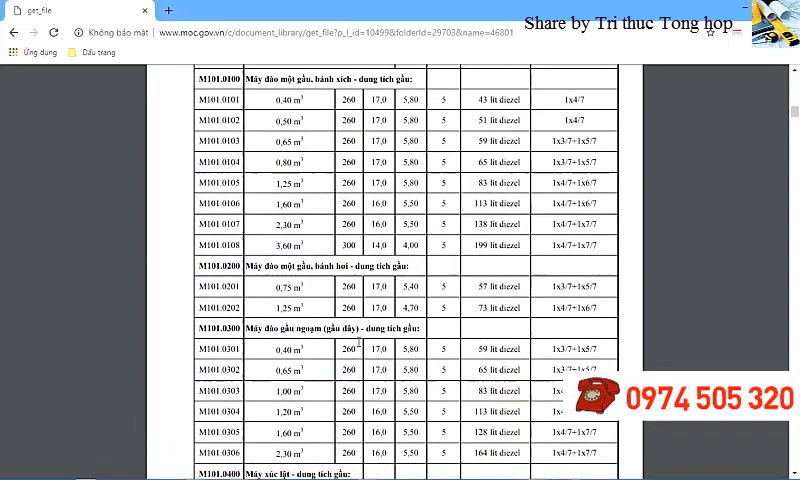 get_file
Share by Tri thuc Tong hop
Không bảo mật | www.moc.gov.vn/c/document_library/get_file?p_l_id=10499&folderId=29703&name=46801
Ứng dụng Dấu trang
M101.0100 Máy đào một gầu, bánh xích - dung tích gầu:
M101.0101 0,40 m³ 260 17,0 5,80 5 43 lít diezel 1x4/7
M101.0102 0,50 m³ 260 17,0 5,80 5 51 lít diezel 1x4/7
M101.0103 0,65 m³ 260 17,0 5,80 5 59 lít diezel 1x3/7+1x5/7
M101.0104 0,80 m³ 260 17,0 5,80 5 65 lít diezel 1x3/7+1x5/7
M101.0105 1,25 m³ 260 17,0 5,80 5 83 lít diezel 1x4/7+1x6/7
M101.0106 1,60 m³ 260 16,0 5,50 5 113 lít diezel 1x4/7+1x6/7
M101.0107 2,30 m³ 260 16,0 5,50 5 138 lít diezel 1x4/7+1x7/7
M101.0108 3,60 m³ 300 14,0 4,00 5 199 lít diezel 1x4/7+1x7/7
M101.0200 Máy đào một gầu, bánh hơi - dung tích gầu:
M101.0201 0,75 m³ 260 17,0 5,40 5 57 lít diezel 1x3/7+1x5/7
M101.0202 1,25 m³ 260 17,0 4,70 5 73 lít diezel 1x4/7+1x6/7
M101.0300 Máy đào gầu ngoạm (gầu dây) - dung tích gầu:
M101.0301 0,40 m³ 260 17,0 5,80 5 59 lít diezel 1x3/7+1x5/7
M101.0302 0,65 m³ 260 17,0 5,80 5 65 lít diezel 1x3/7+1x5/7
M101.0303 1,00 m³ 260 17,0 5,80 5 83 lít diezel
M101.0304 1,20 m³ 260 16,0 5,50 5 113 lít diezel
0974 505 320
M101.0305 1,60 m³ 260 16,0 5,50 5 128 lít diezel 1x4/7+1x7/7
M101.0306 2,30 m³ 260 16,0 5,50 5 164 lít diezel 1x4/7+1x7/7
M101.0400 Máy xúc lật - dung tích gầu: